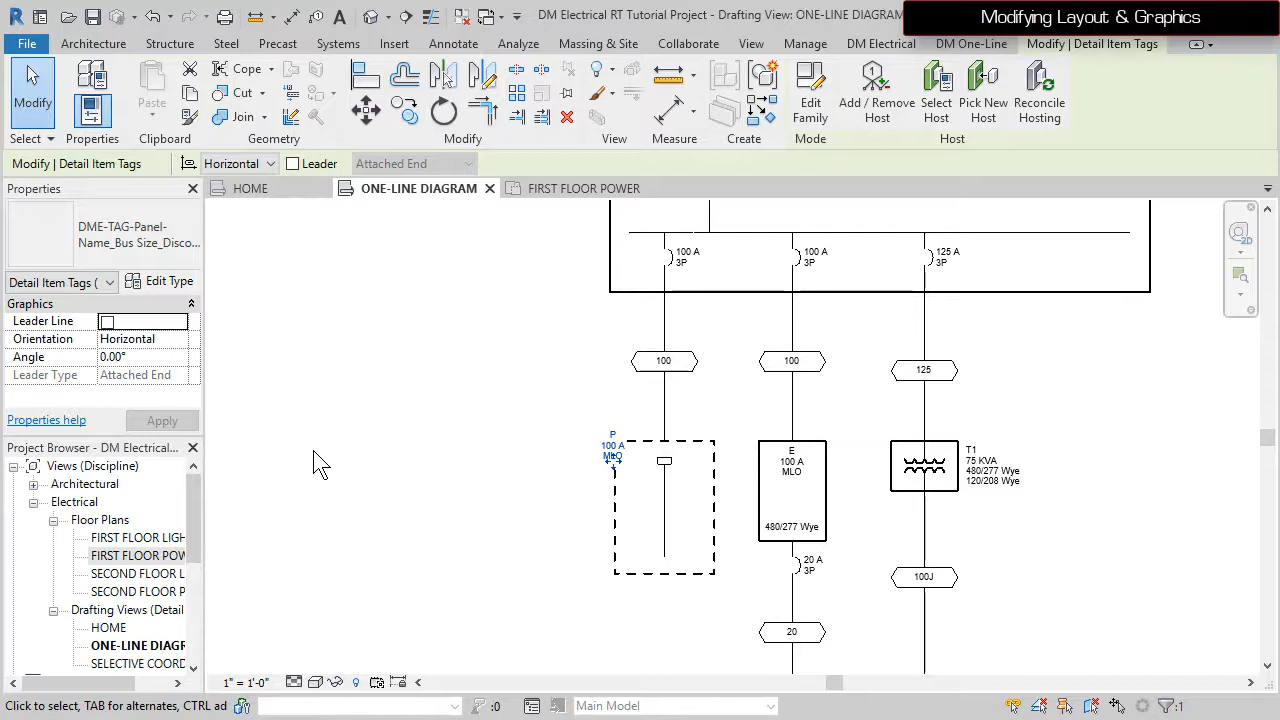 DM Electrical RT Tutorial Project - Drafting View: ONE-LINE DIAGRAM
Modifying Layout & Graphics
File
Architecture
Structure
Steel
Precast
Systems
Insert
Annotate
Analyze
Massing & Site
Collaborate
View
Manage
DM Electrical
DM One-Line
Modify | Detail Item Tags
Modify
Paste
Cope
Cut
Join
Edit
Family
Add / Remove
Host
Select
Host
Pick New
Host
Reconcile
Hosting
Select
Properties
Clipboard
Geometry
Modify
View
Measure
Create
Mode
Host
Modify | Detail Item Tags
Horizontal
Leader
Attached End
Properties
HOME
ONE-LINE DIAGRAM
FIRST FLOOR POWER
DME-TAG-Panel-
Name_Bus Size_Disco...
Detail Item Tags (
Edit Type
Graphics
Leader Line
Orientation
Horizontal
Angle
0.00°
Leader Type
Attached End
Properties help
Apply
Project Browser - DM Electrical...
Views (Discipline)
Architectural
Electrical
Floor Plans
FIRST FLOOR LIGH
FIRST FLOOR POW
SECOND FLOOR L
SECOND FLOOR P
Drafting Views (Detail
HOME
ONE-LINE DIAGR
SELECTIVE COORD
100 A
3P
100 A
3P
125 A
3P
100
100
125
P
100 A
MLO
E
100 A
MLO
480/277 Wye
T1
75 KVA
480/277 Wye
120/208 Wye
20 A
3P
100J
20
2D
1" = 1'-0"
Click to select, TAB for alternates, CTRL ad
:0
Main Model
:1